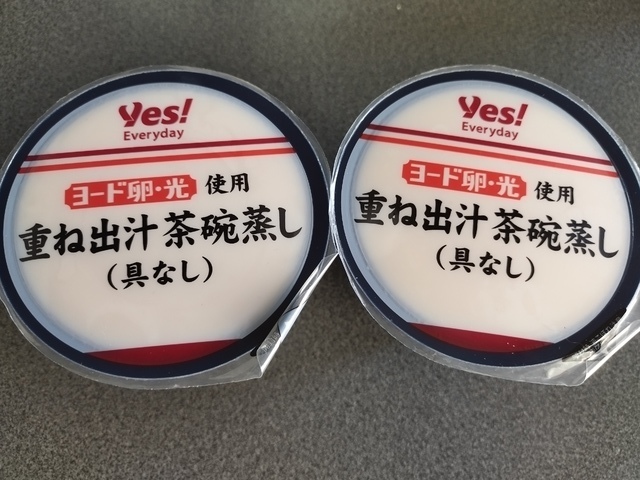 Yes!
Everyday
ヨード卵・光 使用
重ね出汁茶碗蒸し
(具なし)
Yes!
Everyday
ヨード卵・光 使用
重ね出汁茶碗蒸し
(具なし)